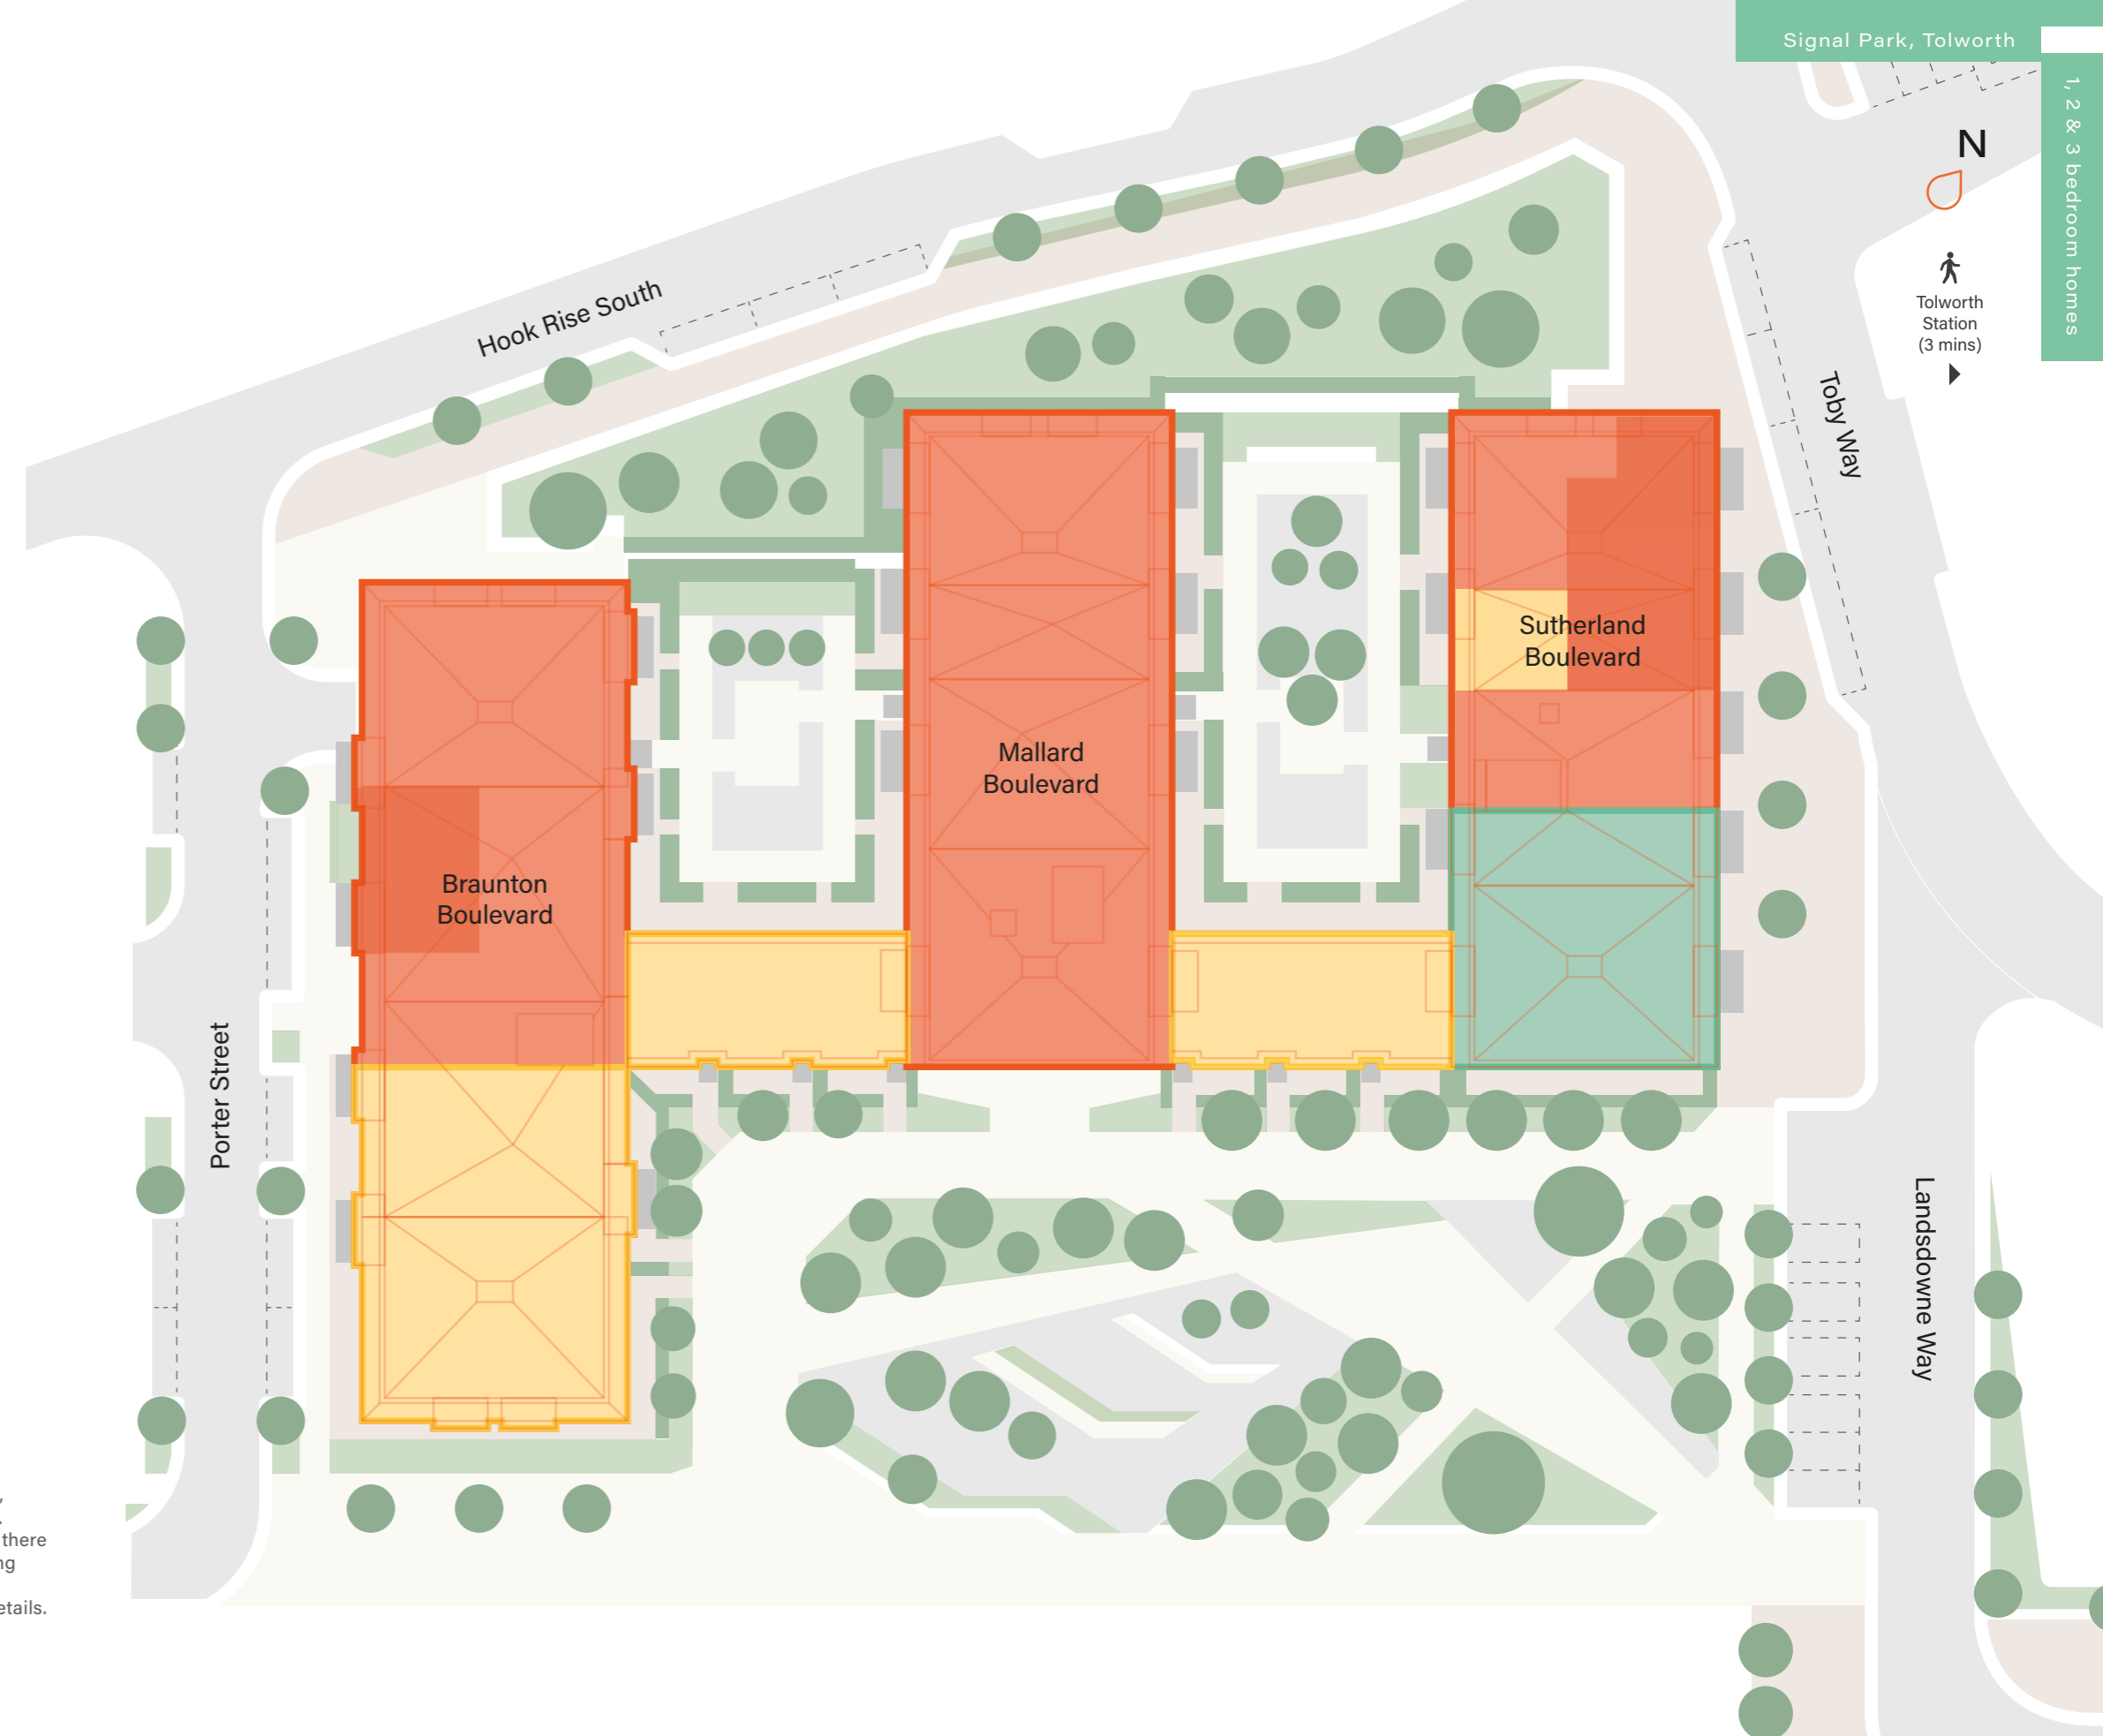 Signal Park, Tolworth
1, 2 & 3 bedroom homes
N
Tolworth
Station
(3 mins)
Hook Rise South
Toby Way
Sutherland
Boulevard
Mallard
Boulevard
Braunton
Boulevard
Porter Street
Landsdowne Way
there